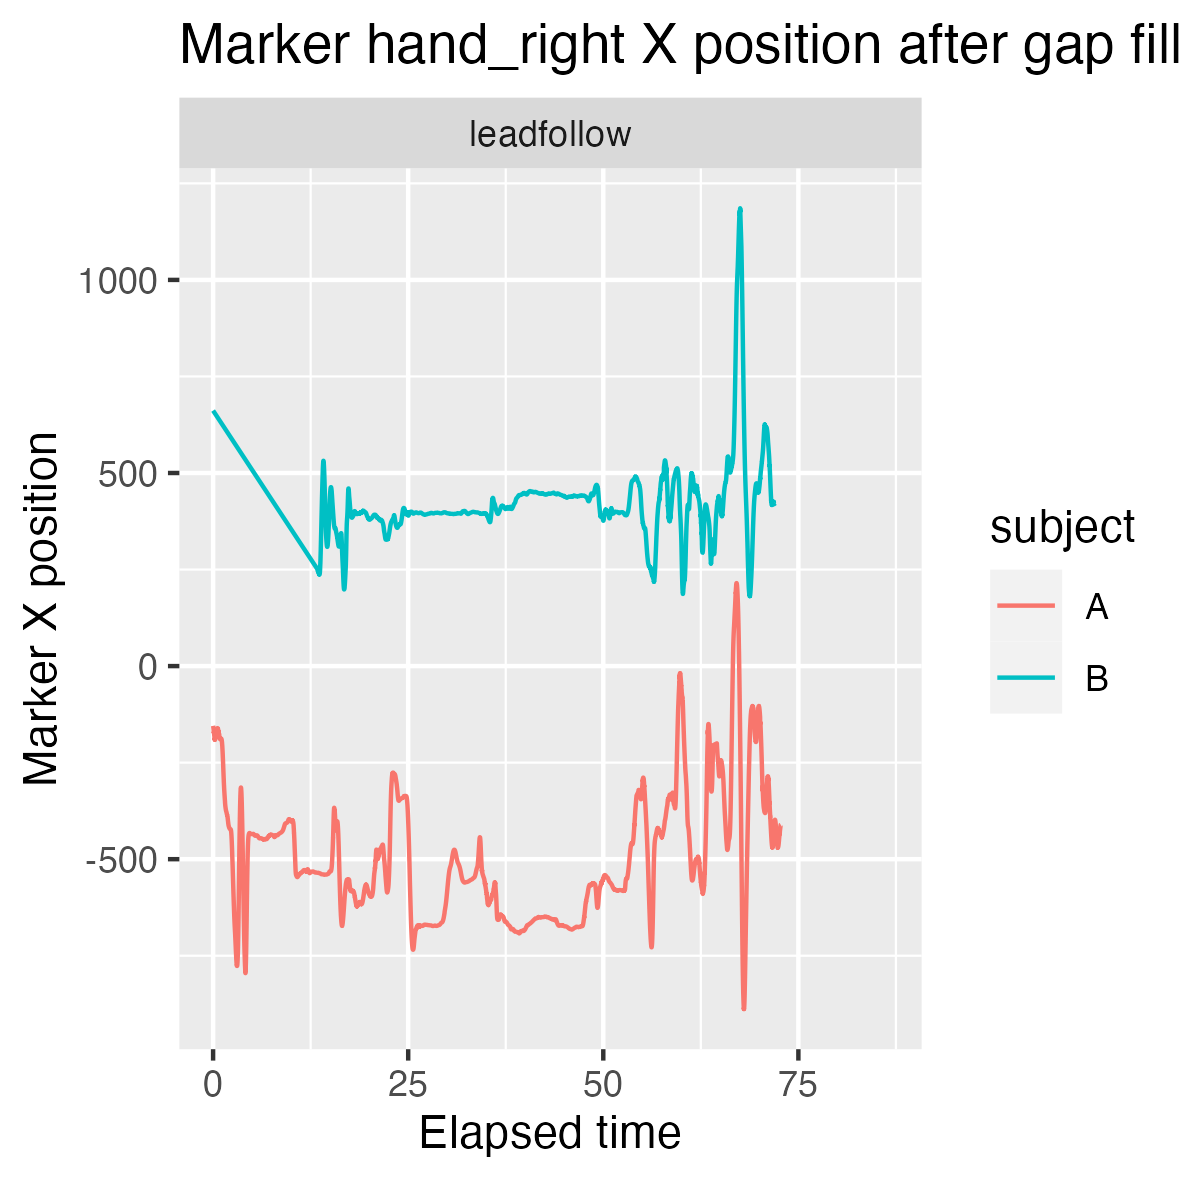 Marker hand_right X position after gap fill
leadfollow
1000
500
0
-500
Marker X position
0 25 50 75
Elapsed time
subject
A
B